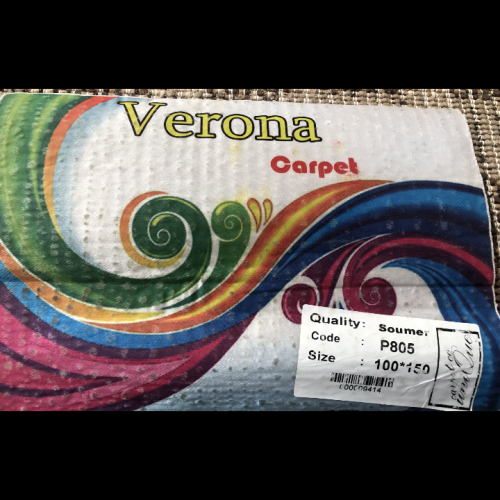 Verona
Carpet
Quality: Soumer
Code : P805
Size : 100*150